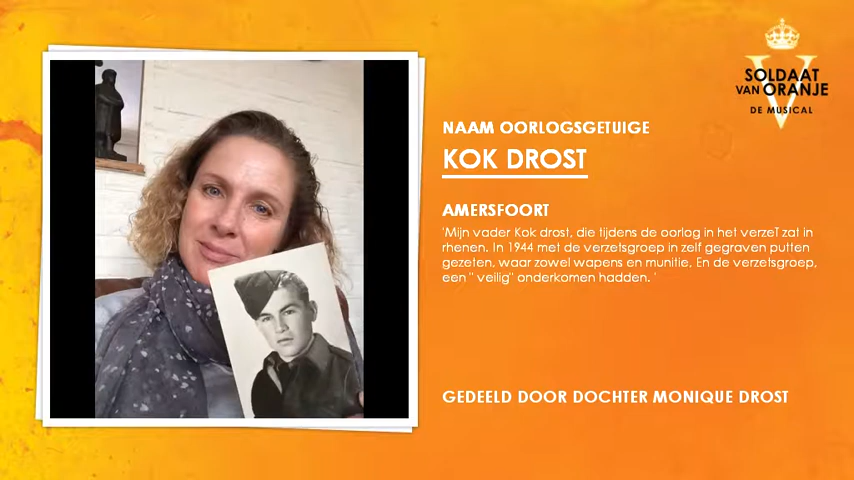 SOLDAAT
VAN ORANJE
DE MUSICAL
NAAM OORLOGSGETUIGE
KOK DROST
AMERSFOORT
'Mijn vader Kok drost, die tijdens de oorlog in het verzet zat in
rhenen. In 1944 met de verzetsgroep in zelf gegraven putten
gezeten, waar zowel wapens en munitie, En de verzetsgroep,
een " veilig" onderkomen hadden. '
GEDEELD DOOR DOCHTER MONIQUE DROST